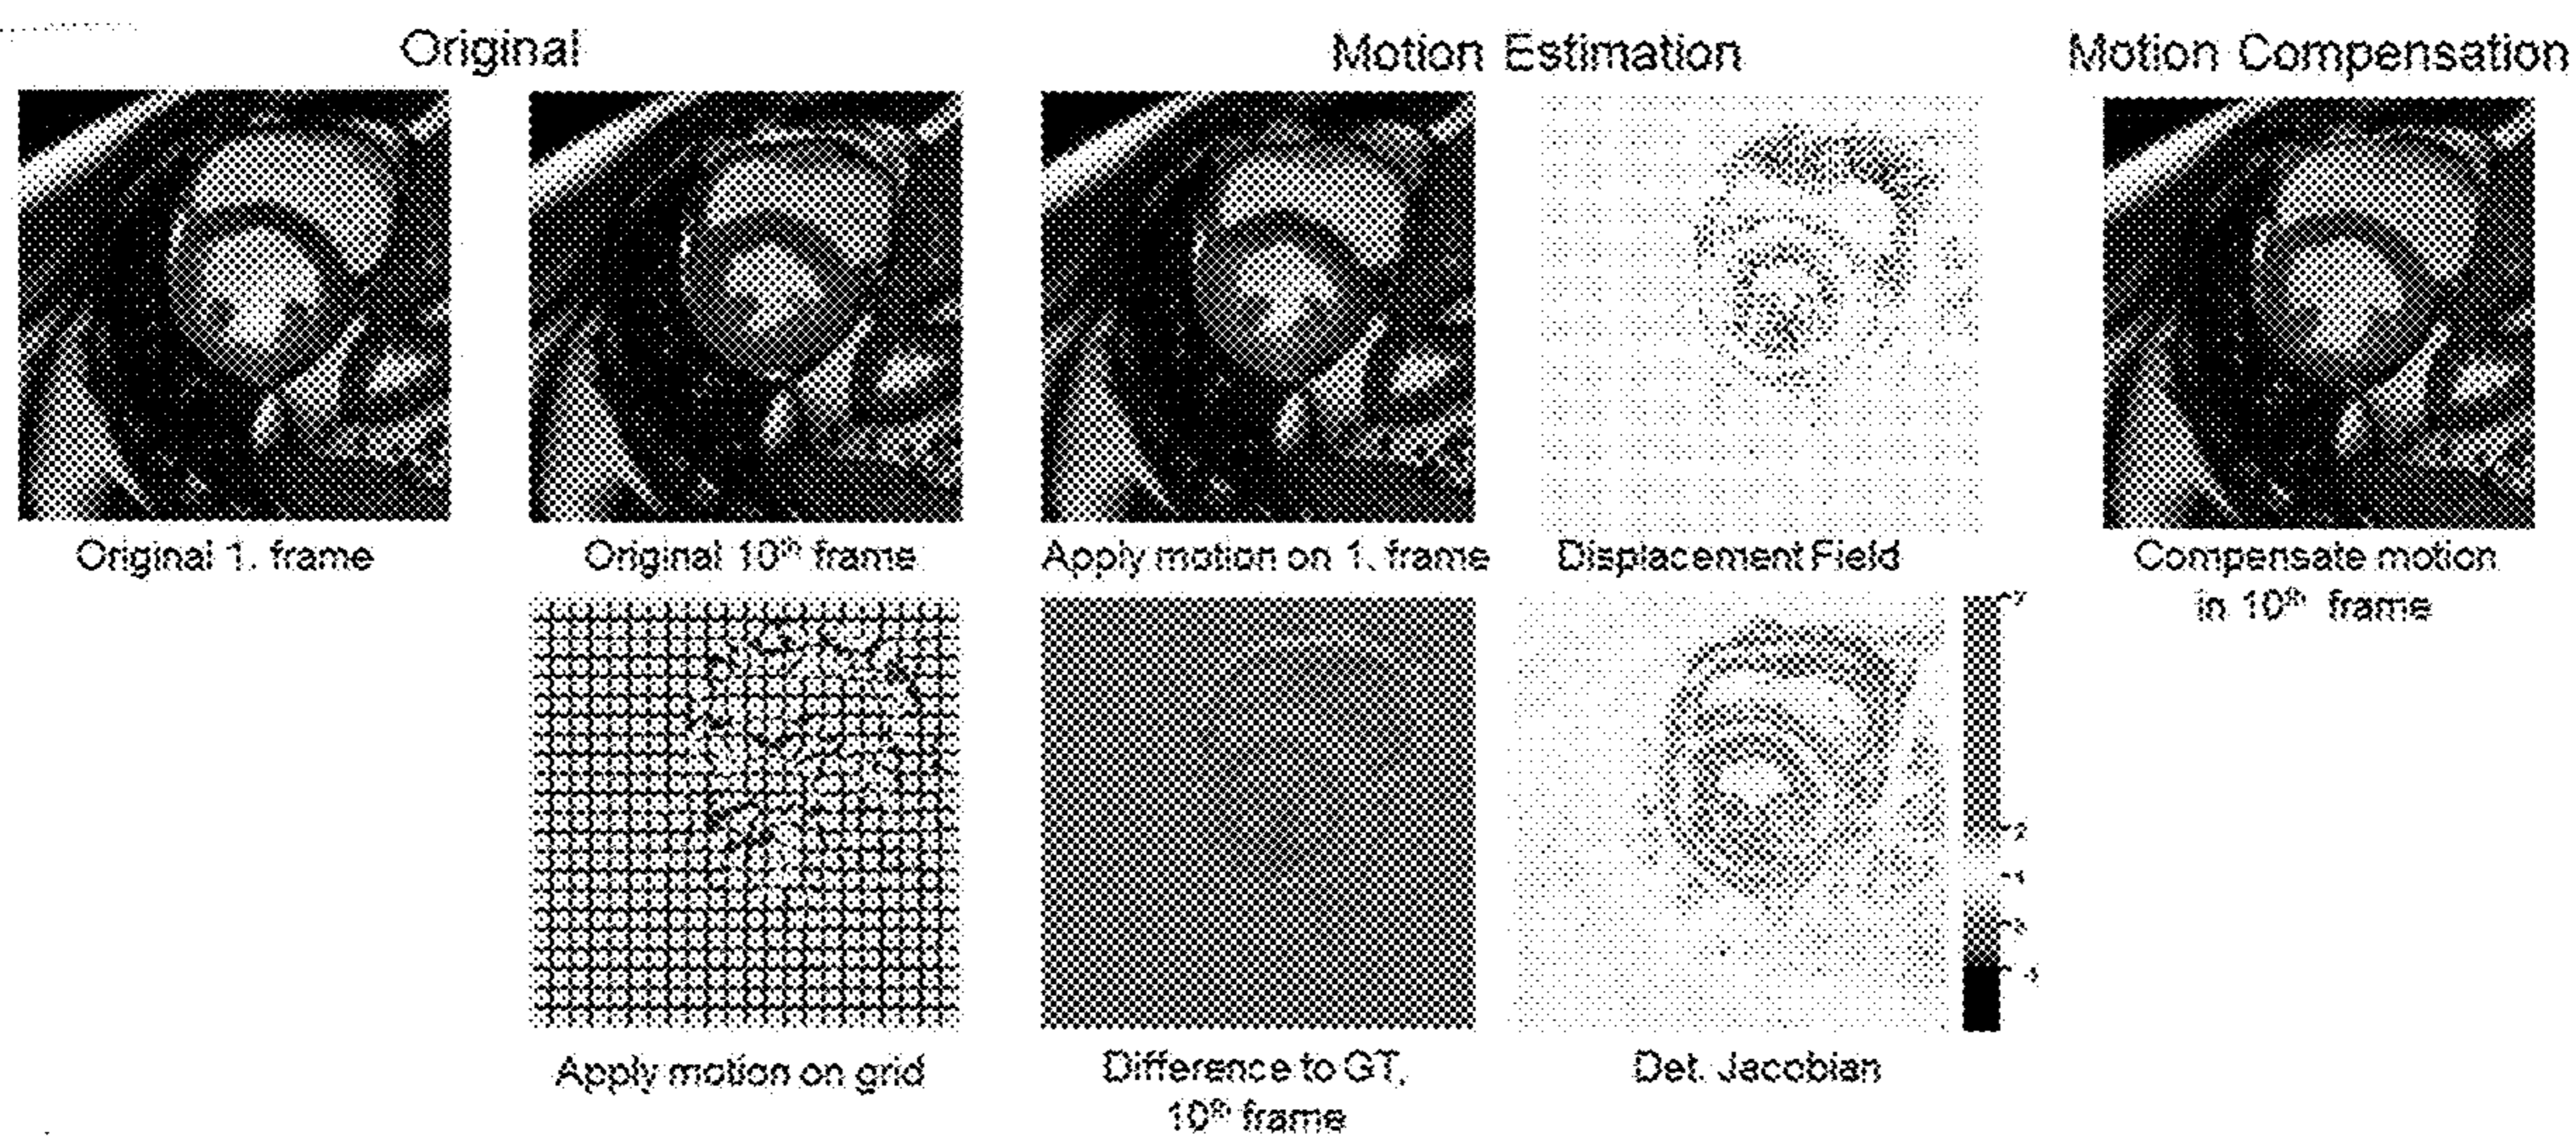 Original
Motion Estimation
Motion Compensation
Original 1. frame
Original 10th frame
Apply motion on 1. frame
Displacement Field
Compensate motion
in 10th frame
Apply motion on grid
Difference to GT,
10th frame
Det. Jacobian